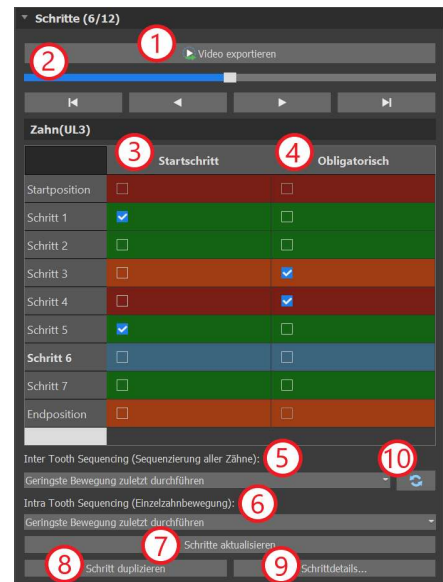 Schritte (6/12)
1
Video exportieren
2
Zahn(UL3)
3
Startschritt
4
Obligatorisch
Startposition
Schritt 1
Schritt 2
Schritt 3
Schritt 4
Schritt 5
Schritt 6
Schritt 7
Endposition
Inter Tooth Sequencing (Sequenzierung aller Zähne):
5
10
Geringste Bewegung zuletzt durchführen
Intra Tooth Sequencing (Einzelzahnbewegung):
6
Geringste Bewegung zuletzt durchführen
7
Schritte aktualisieren
8
Schritt duplizieren
9
Schrittdetails...